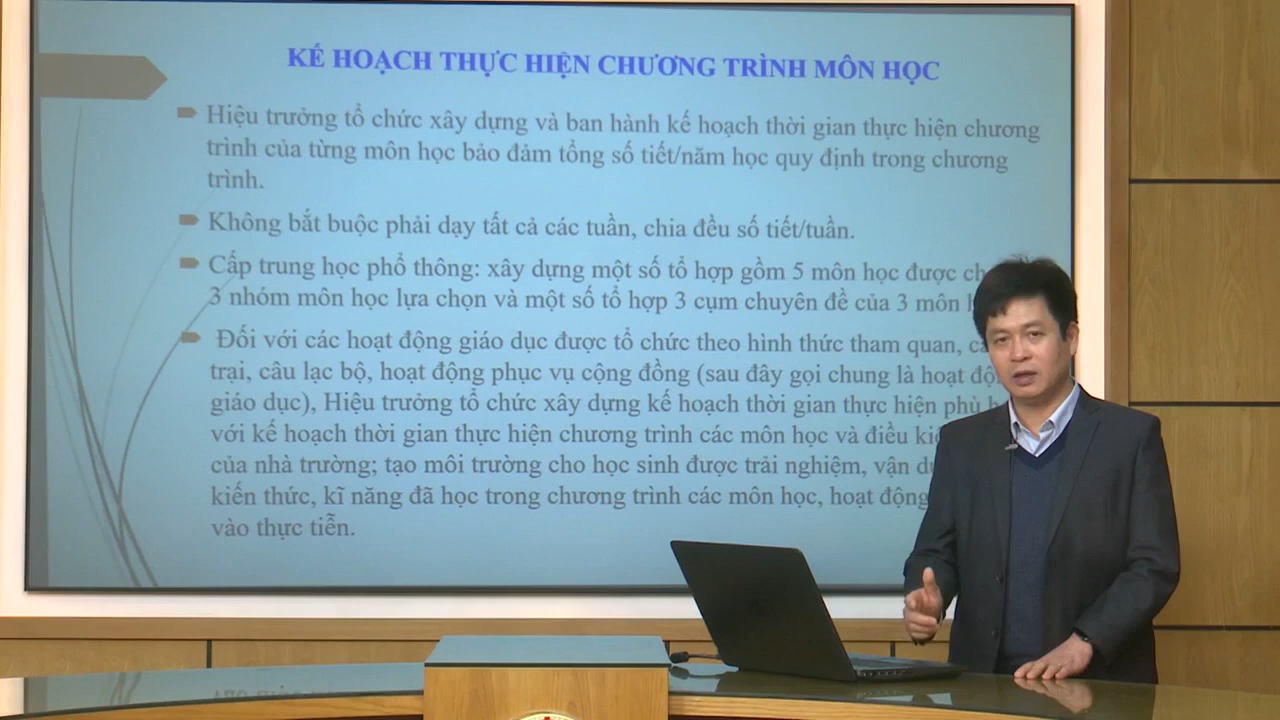 KẾ HOẠCH THỰC HIỆN CHƯƠNG TRÌNH MÔN HỌC
Hiệu trưởng tổ chức xây dựng và ban hành kế hoạch thời gian thực hiện chương
trình của từng môn học bảo đảm tổng số tiết/năm học quy định trong chương
trình.
Không bắt buộc phải dạy tất cả các tuần, chia đều số tiết/tuần.
Cấp trung học phổ thông: xây dựng một số tổ hợp gồm 5 môn học được
3 nhóm môn học lựa chọn và một số tổ hợp 3 cụm chuyên đề của 3 môn
Đối với các hoạt động giáo dục được tổ chức theo hình thức tham quan,
trại, câu lạc bộ, hoạt động phục vụ cộng đồng (sau đây gọi chung là hoạt
giáo dục), Hiệu trưởng tổ chức xây dựng kế hoạch thời gian thực hiện phù
với kế hoạch thời gian thực hiện chương trình các môn học và điều
của nhà trường; tạo môi trường cho học sinh được trải nghiệm, vận
kiến thức, kĩ năng đã học trong chương trình các môn học, hoạt động
vào thực tiễn.